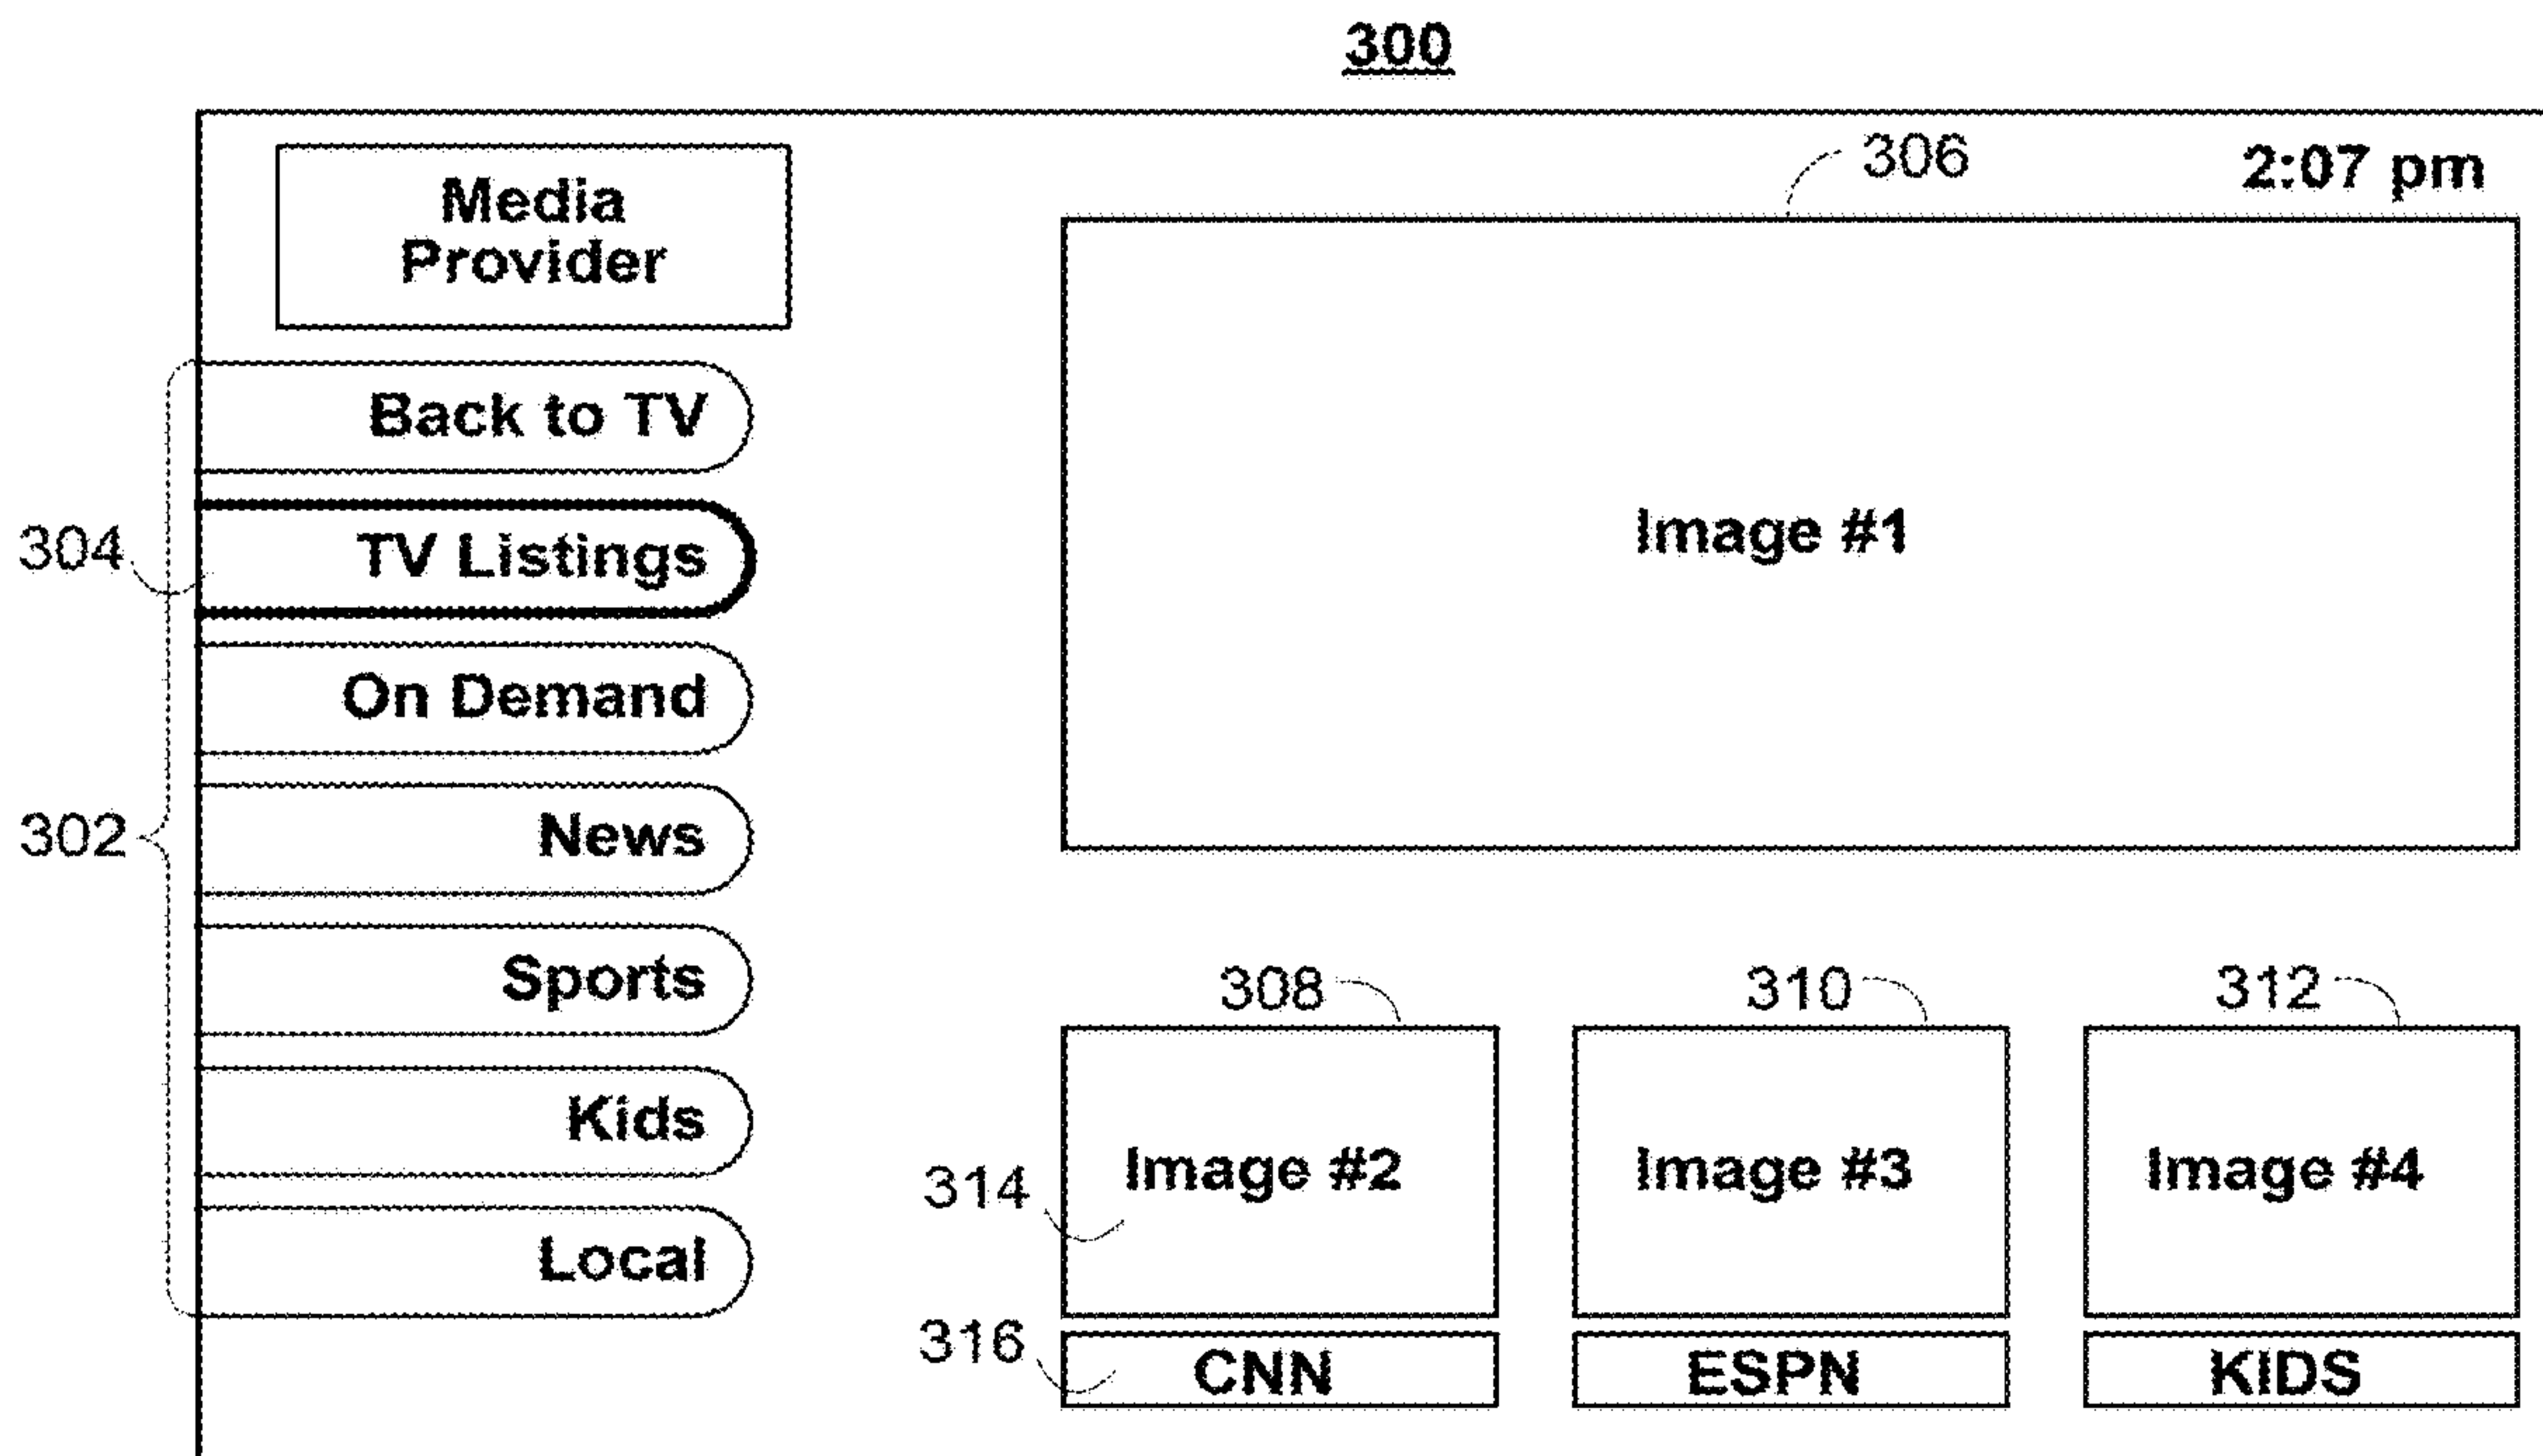 300
306
2:07 pm
Media
Provider
Back to TV
304
TV Listings
Image #1
On Demand
302
News
Sports
308
310
312
Kids
314
Image #2
Image #3
Image #4
Local
316
CNN
ESPN
KIDS